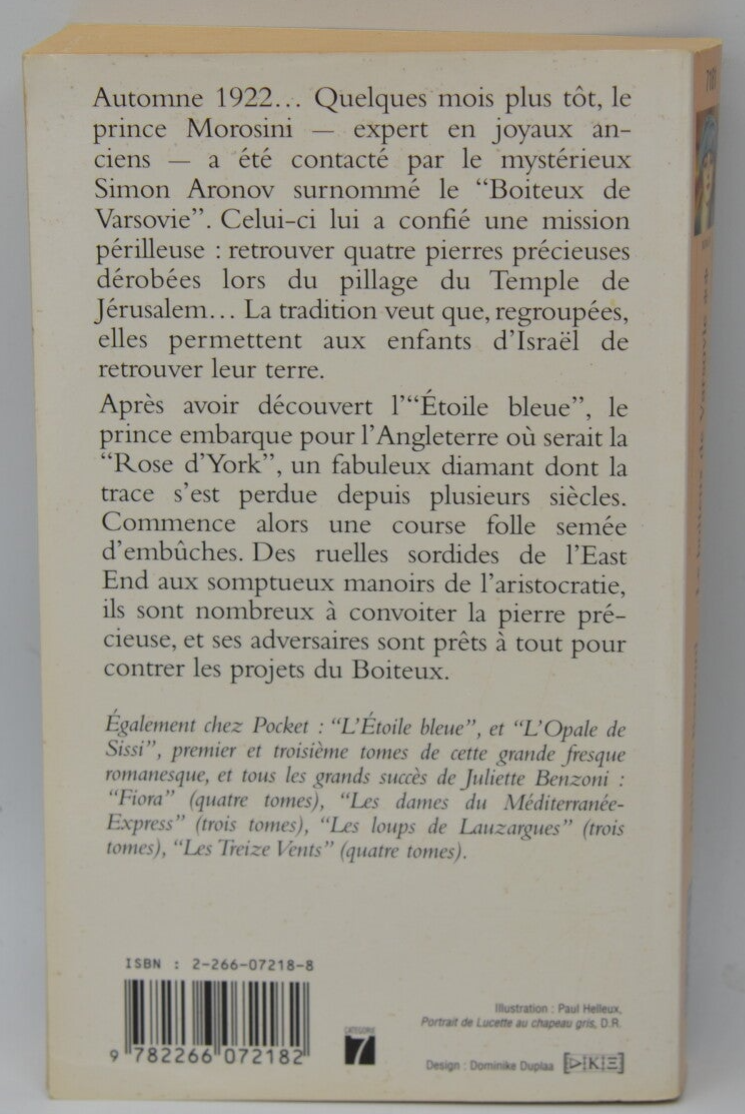 Automne 1922... Quelques mois plus tôt, le
prince Morosini — expert en joyaux an-
ciens — a été contacté par le mystérieux
Simon Aronov surnommé le “Boiteux de
Varsovie”. Celui-ci lui a confié une mission
périlleuse : retrouver quatre pierres précieuses
dérobées lors du pillage du Temple de
Jérusalem... La tradition veut que, regroupées,
elles permettent aux enfants d’Israël de
retrouver leur terre.
Après avoir découvert l’“Étoile bleue”, le
prince embarque pour l’Angleterre où serait la
“Rose d’York”, un fabuleux diamant dont la
trace s’est perdue depuis plusieurs siècles.
Commence alors une course folle semée
d’embûches. Des ruelles sordides de l’East
End aux somptueux manoirs de l’aristocratie,
ils sont nombreux à convoiter la pierre pré-
cieuse, et ses adversaires sont prêts à tout pour
contrer les projets du Boiteux.
Également chez Pocket : “L’Étoile bleue”, et “L’Opale de
Sissi”, premier et troisième tomes de cette grande fresque
romanesque, et tous les grands succès de Juliette Benzoni :
“Fiora” (quatre tomes), “Les dames du Méditerranée-
Express” (trois tomes), “Les loups de Lauzargues” (trois
tomes), “Les Treize Vents” (quatre tomes).
ISBN : 2-266-07218-8
9 782266 072182
CATÉGORIE
7
Illustration : Paul Helleux,
Portrait de Lucette au chapeau gris, D.R.
Design : Dominike Duplaa